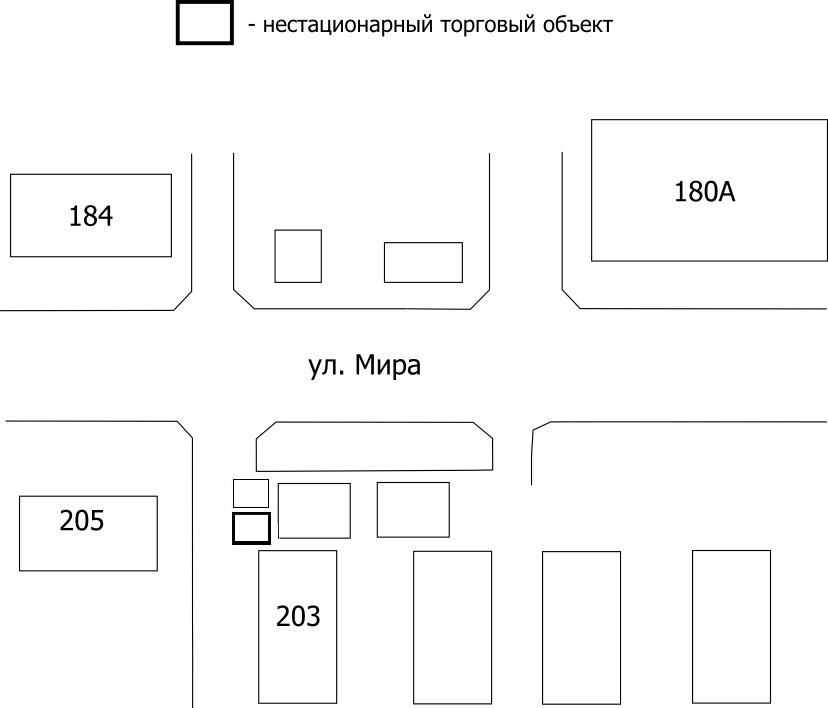 - нестационарный торговый объект
180А
184
ул. Мира
205
203